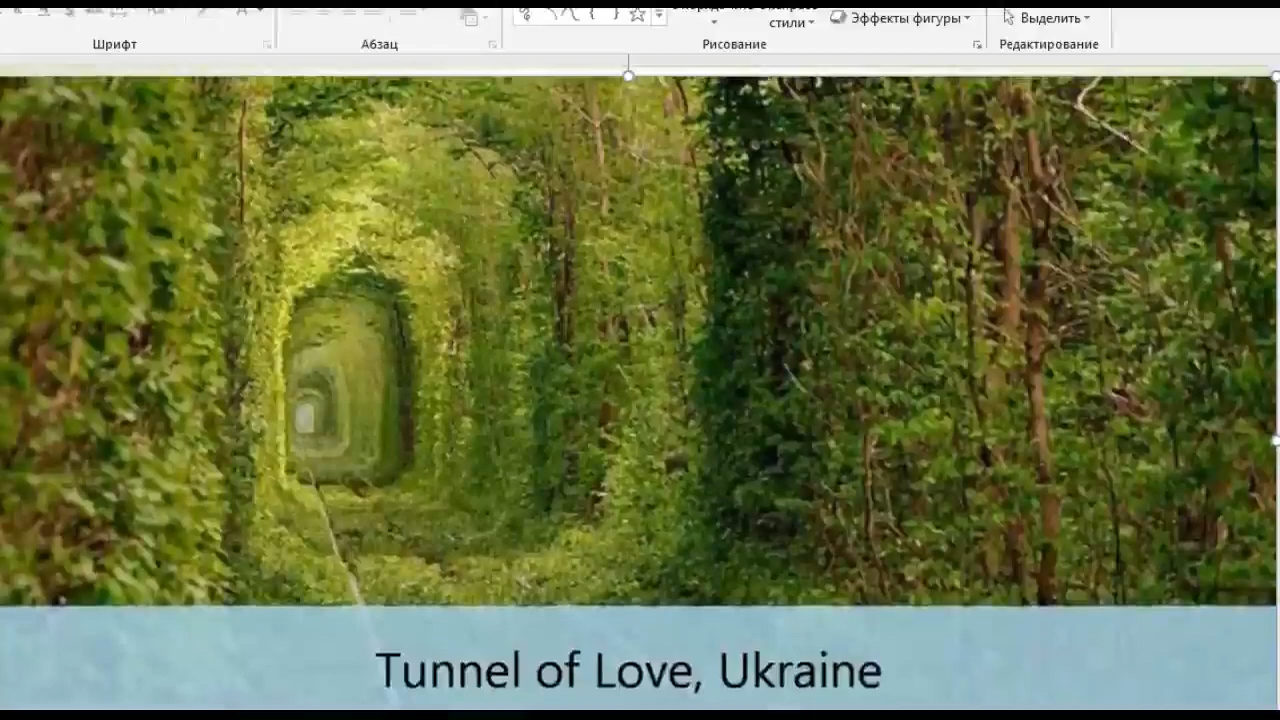 стили
Эффекты фигуры
Выделить
Шрифт
Абзац
Рисование
Редактирование
Tunnel of Love, Ukraine